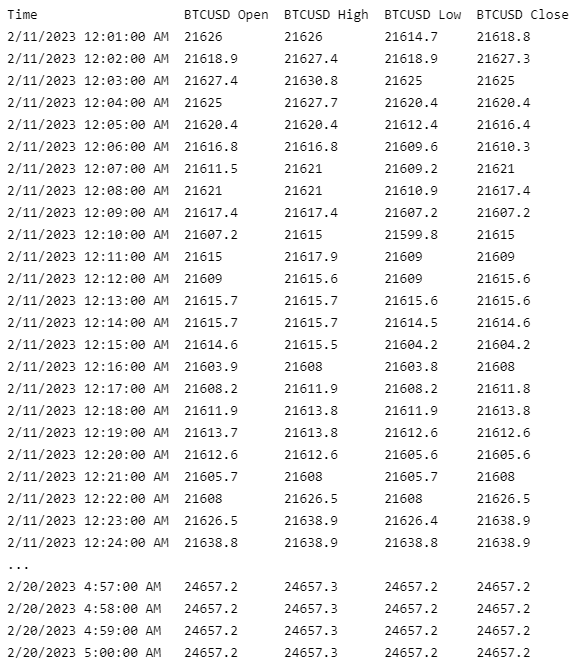 Time BTCUSD Open BTCUSD High BTCUSD Low BTCUSD Close
2/11/2023 12:01:00 AM 21626 21626 21614.7 21618.8
2/11/2023 12:02:00 AM 21618.9 21627.4 21618.9 21627.3
2/11/2023 12:03:00 AM 21627.4 21630.8 21625 21625
2/11/2023 12:04:00 AM 21625 21627.7 21620.4 21620.4
2/11/2023 12:05:00 AM 21620.4 21620.4 21612.4 21616.4
2/11/2023 12:06:00 AM 21616.8 21616.8 21609.6 21610.3
2/11/2023 12:07:00 AM 21611.5 21621 21609.2 21621
2/11/2023 12:08:00 AM 21621 21621 21610.9 21617.4
2/11/2023 12:09:00 AM 21617.4 21617.4 21607.2 21607.2
2/11/2023 12:10:00 AM 21607.2 21615 21599.8 21615
2/11/2023 12:11:00 AM 21615 21617.9 21609 21609
2/11/2023 12:12:00 AM 21609 21615.6 21609 21615.6
2/11/2023 12:13:00 AM 21615.7 21615.7 21615.6 21615.6
2/11/2023 12:14:00 AM 21615.7 21615.7 21614.5 21614.6
2/11/2023 12:15:00 AM 21614.6 21615.5 21604.2 21604.2
2/11/2023 12:16:00 AM 21603.9 21608 21603.8 21608
2/11/2023 12:17:00 AM 21608.2 21611.9 21608.2 21611.8
2/11/2023 12:18:00 AM 21611.9 21613.8 21611.9 21613.8
2/11/2023 12:19:00 AM 21613.7 21613.8 21612.6 21612.6
2/11/2023 12:20:00 AM 21612.6 21612.6 21605.6 21605.6
2/11/2023 12:21:00 AM 21605.7 21608 21605.7 21608
2/11/2023 12:22:00 AM 21608 21626.5 21608 21626.5
2/11/2023 12:23:00 AM 21626.5 21638.9 21626.4 21638.9
2/11/2023 12:24:00 AM 21638.8 21638.9 21638.8 21638.9
...
2/20/2023 4:57:00 AM 24657.2 24657.3 24657.2 24657.2
2/20/2023 4:58:00 AM 24657.2 24657.3 24657.2 24657.2
2/20/2023 4:59:00 AM 24657.2 24657.3 24657.2 24657.2
2/20/2023 5:00:00 AM 24657.2 24657.3 24657.2 24657.2